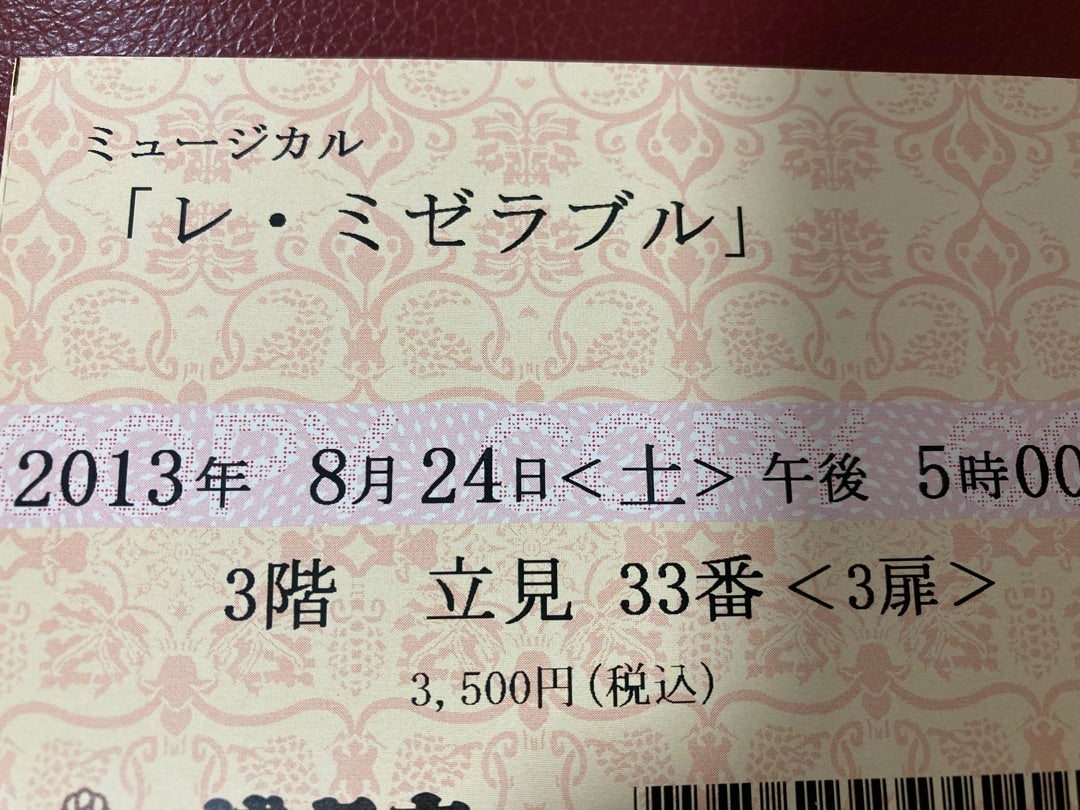 ミュージカル
「レ・ミゼラブル」
2013年 8月24日<土> 午後 5時00
3階 立見 33番<3扉>
3,500円(税込)